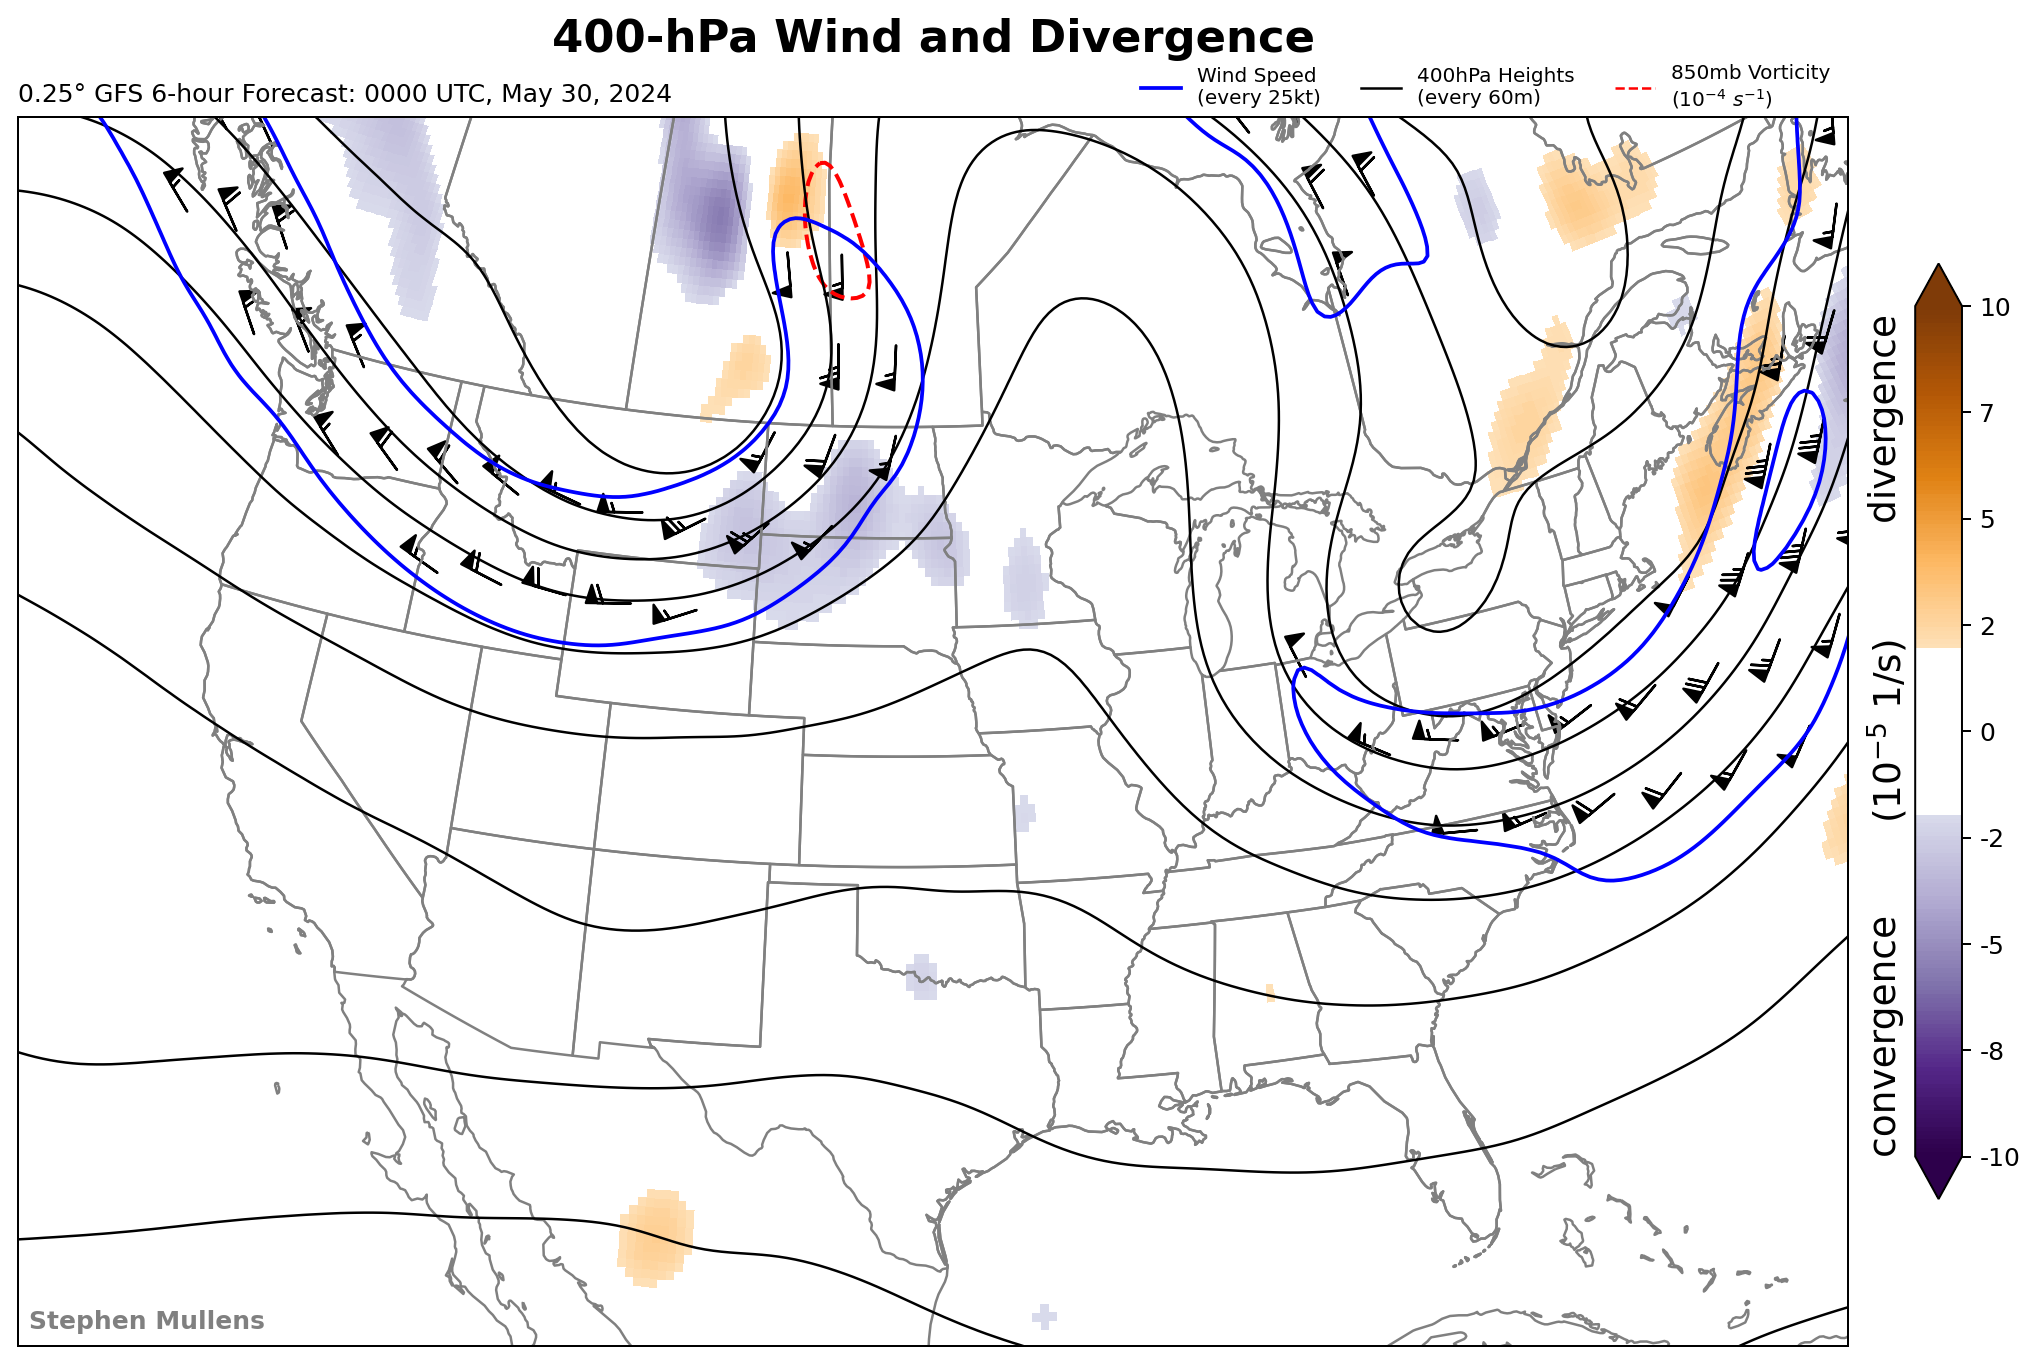 400-hPa Wind and Divergence
0.25° GFS 6-hour Forecast: 0000 UTC, May 30, 2024
Wind Speed
(every 25kt)
400hPa Heights
(every 60m)
850mb Vorticity
(10⁻⁴ s⁻¹)
10
7
5
2
0
-2
-5
-8
-10
convergence (10⁻⁵ 1/s) divergence
Stephen Mullens